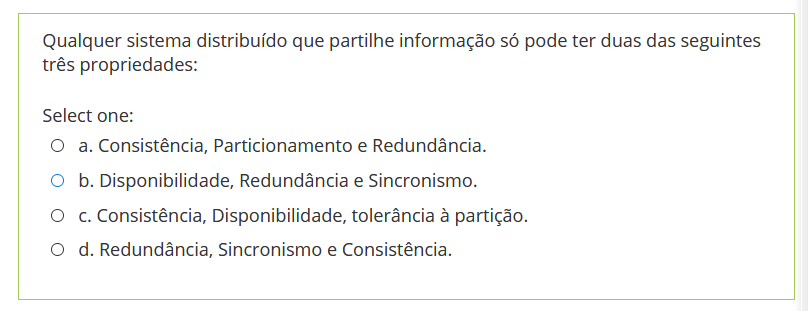 Qualquer sistema distribuído que partilhe informação só pode ter duas das seguintes
três propriedades:
Select one:
a. Consistência, Particionamento e Redundância.
b. Disponibilidade, Redundância e Sincronismo.
c. Consistência, Disponibilidade, tolerância à partição.
d. Redundância, Sincronismo e Consistência.